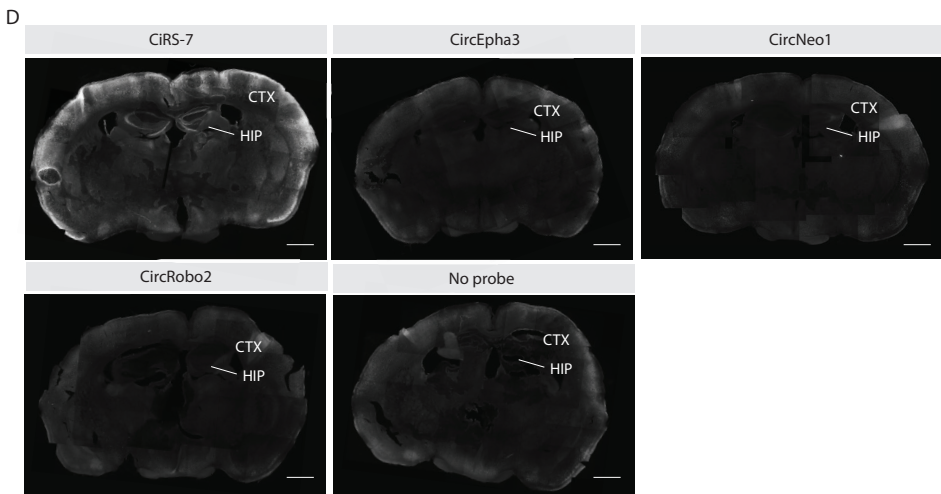 D
CiRS-7
CircEpha3
CircNeo1
CTX
HIP
CTX
HIP
CTX
HIP
CircRobo2
No probe
CTX
HIP
CTX
HIP